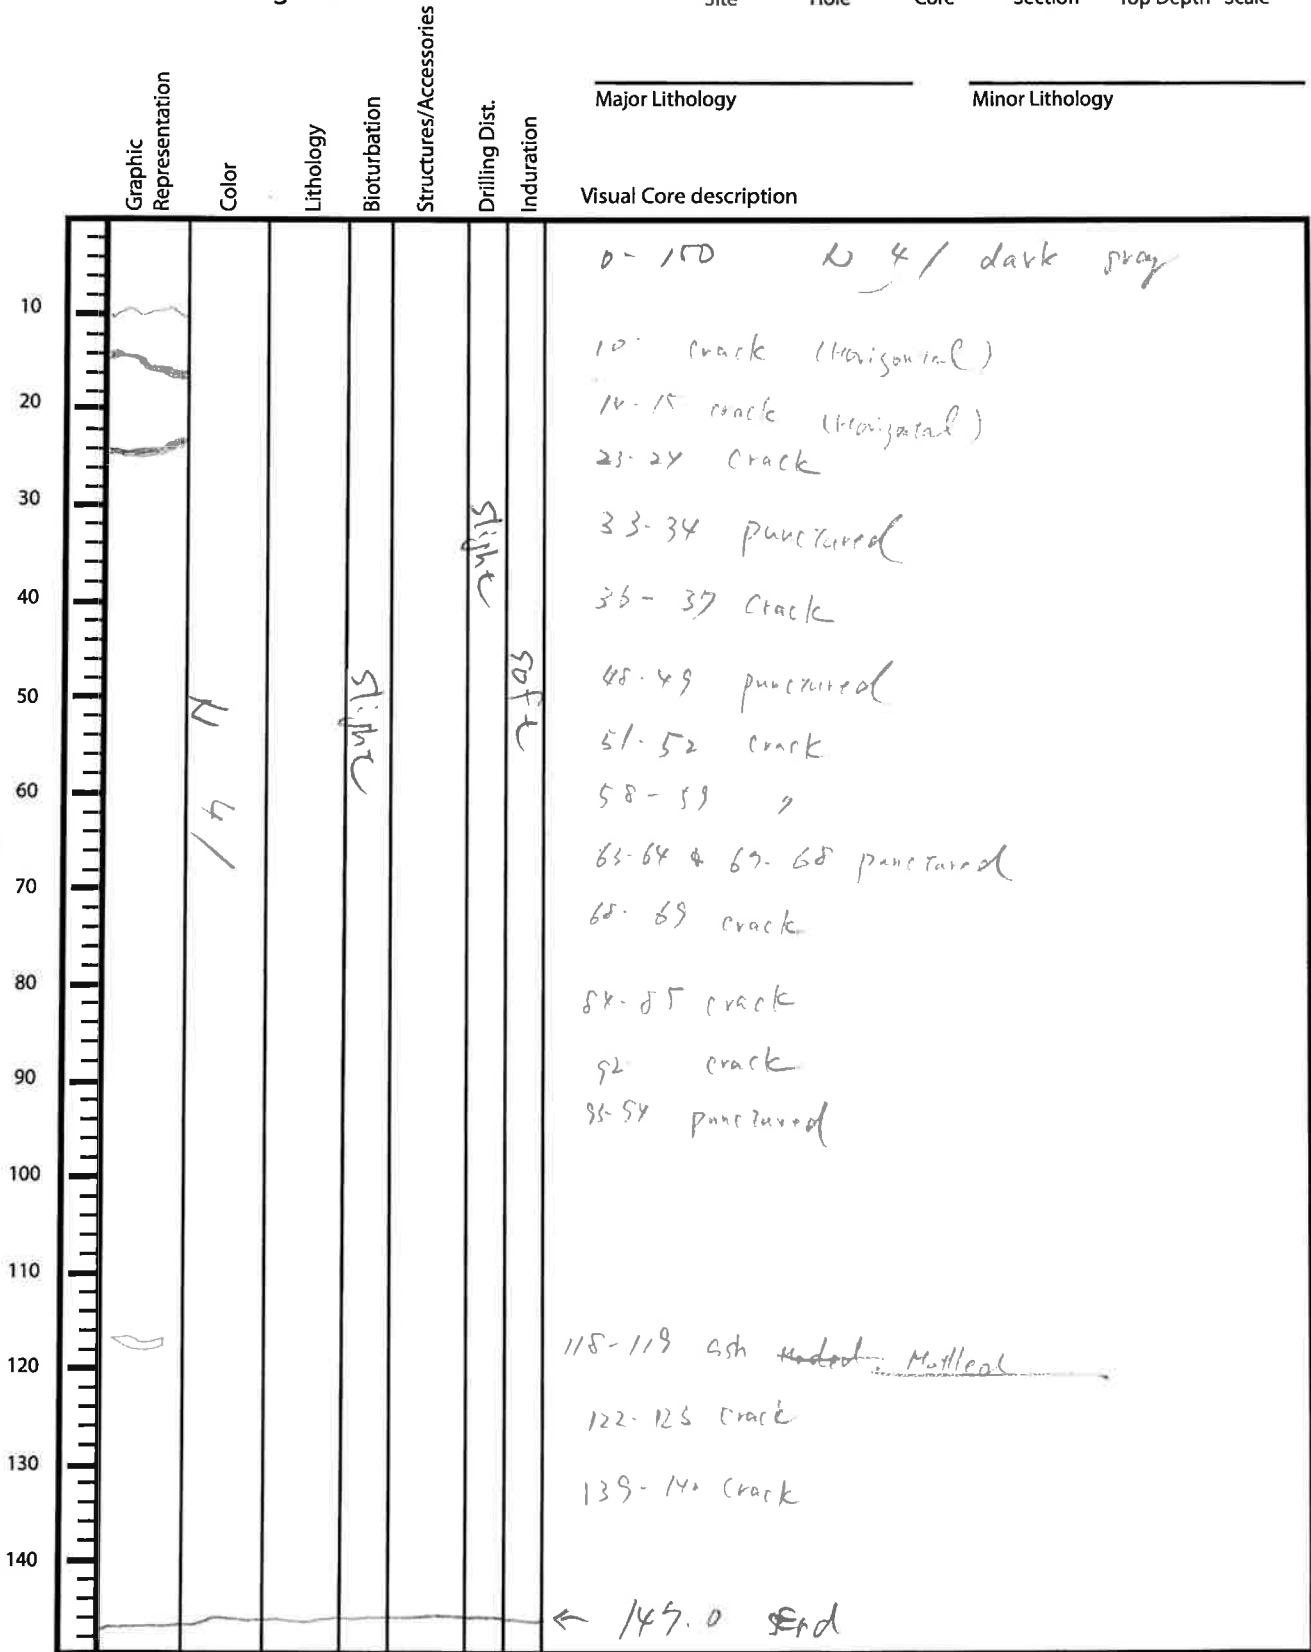 Site Hole Core Section Top Depth Scale
Major Lithology Minor Lithology
Graphic Representation
Color
Lithology
Bioturbation
Structures/Accessories
Drilling Dist.
Induration
Visual Core description
0 - 150 N 4/ dark gray
10
10 crack (Horizontal)
20
14-15 crack (Horizontal)
23-24 Crack
30
slight
33-34 punctured
40
36 - 37 Crack
soft
48-49 punctured
50
N 4/
slight
51-52 crack
60
58-59 〃
63-64 & 67-68 punctured
70
68-69 crack
80
84-85 crack
90
92 crack
93-94 punctured
100
110
118-119 ash Mottled
120
122-123 crack
130
139-140 Crack
140
← 147.0 End